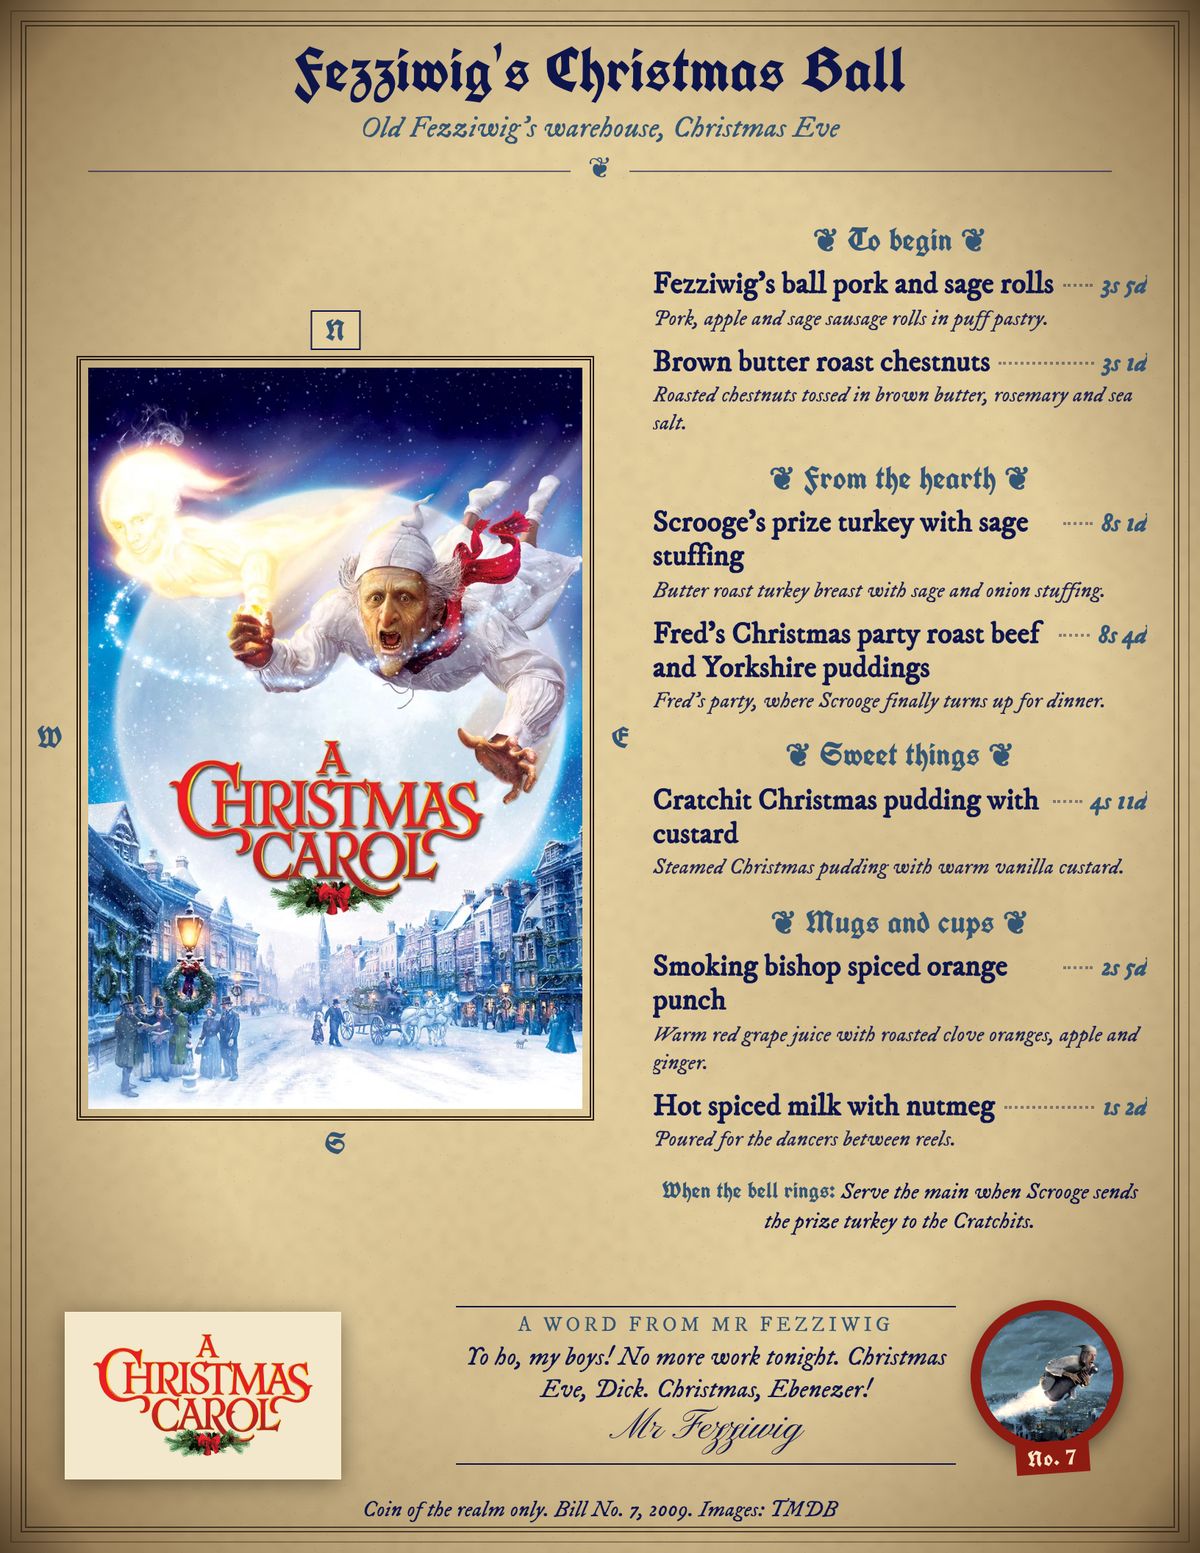 Fezziwig's Christmas Ball
Old Fezziwig's warehouse, Christmas Eve
N
W
E
S
A
CHRISTMAS
CAROL
To begin
Fezziwig's ball pork and sage rolls 3s 5d
Pork, apple and sage sausage rolls in puff pastry.
Brown butter roast chestnuts 3s 1d
Roasted chestnuts tossed in brown butter, rosemary and sea
salt.
From the hearth
Scrooge's prize turkey with sage 8s 1d
stuffing
Butter roast turkey breast with sage and onion stuffing.
Fred's Christmas party roast beef 8s 4d
and Yorkshire puddings
Fred's party, where Scrooge finally turns up for dinner.
Sweet things
Cratchit Christmas pudding with 4s 11d
custard
Steamed Christmas pudding with warm vanilla custard.
Mugs and cups
Smoking bishop spiced orange 2s 5d
punch
Warm red grape juice with roasted clove oranges, apple and
ginger.
Hot spiced milk with nutmeg 1s 2d
Poured for the dancers between reels.
When the bell rings: Serve the main when Scrooge sends
the prize turkey to the Cratchits.
A
CHRISTMAS
CAROL
A WORD FROM MR FEZZIWIG
Yo ho, my boys! No more work tonight. Christmas
Eve, Dick. Christmas, Ebenezer!
Mr Fezziwig
No. 7
Coin of the realm only. Bill No. 7, 2009. Images: TMDB